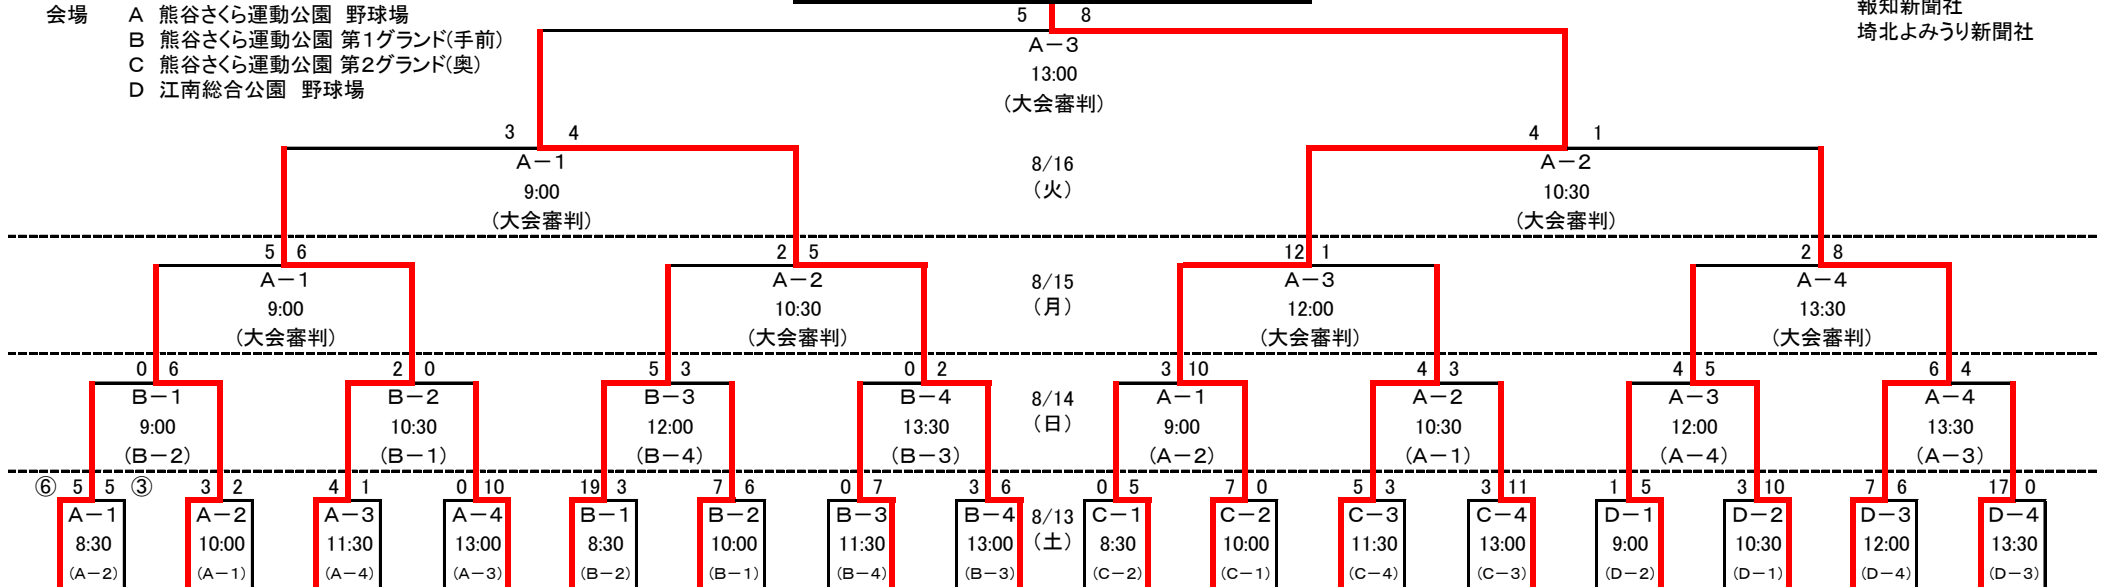 会場 A 熊谷さくら運動公園 野球場
B 熊谷さくら運動公園 第1グランド(手前)
C 熊谷さくら運動公園 第2グランド(奥)
D 江南総合公園 野球場
報知新聞社
埼北よみうり新聞社
5 8
A-3
13:00
(大会審判)
3 4 4 1
A-1 8/16 A-2
9:00 (火) 10:30
(大会審判) (大会審判)
5 6 2 5 12 1 2 8
A-1 A-2 8/15 A-3 A-4
9:00 10:30 (月) 12:00 13:30
(大会審判) (大会審判) (大会審判) (大会審判)
0 6 2 0 5 3 0 2 3 10 4 3 4 5 6 4
B-1 B-2 B-3 B-4 8/14 A-1 A-2 A-3 A-4
9:00 10:30 12:00 13:30 (日) 9:00 10:30 12:00 13:30
(B-2) (B-1) (B-4) (B-3) (A-2) (A-1) (A-4) (A-3)
⑥ 5 5 ③ 3 2 4 1 0 10 19 3 7 6 0 7 3 6 0 5 7 0 5 3 3 11 1 5 3 10 7 6 17 0
A-1 A-2 A-3 A-4 B-1 B-2 B-3 B-4 8/13 C-1 C-2 C-3 C-4 D-1 D-2 D-3 D-4
8:30 10:00 11:30 13:00 8:30 10:00 11:30 13:00 (土) 8:30 10:00 11:30 13:00 9:00 10:30 12:00 13:30
(A-2) (A-1) (A-4) (A-3) (B-2) (B-1) (B-4) (B-3) (C-2) (C-1) (C-4) (C-3) (D-2) (D-1) (D-4) (D-3)